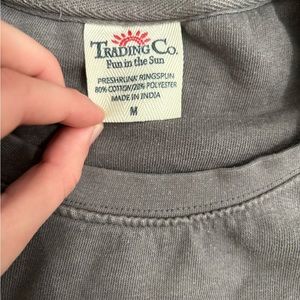 TRADING CO.
Fun in the Sun
PRESHRUNK RINGSPUN
80% COTTON/20% POLYESTER
MADE IN INDIA
M